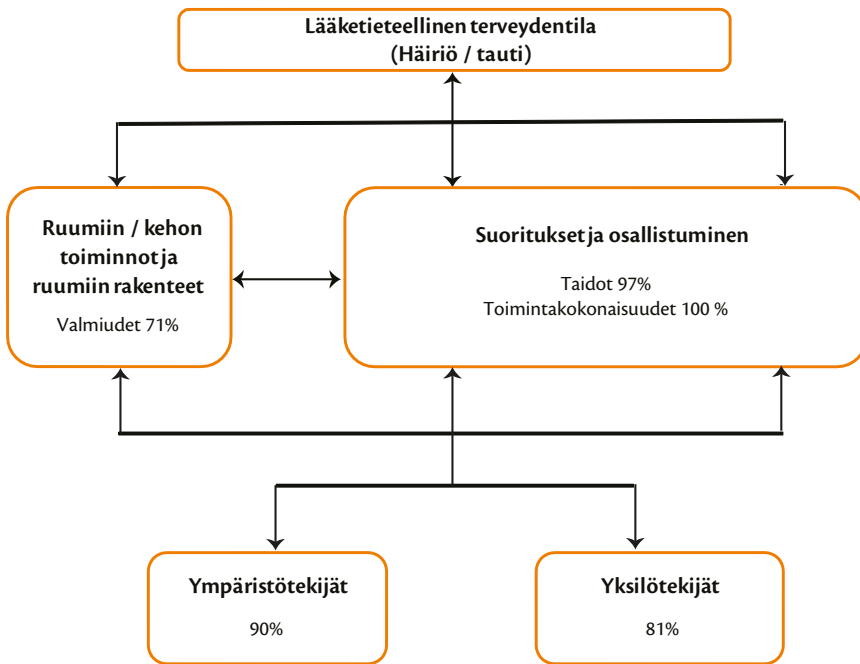 Lääketieteellinen terveydentila
(Häiriö / tauti)
Ruumiin / kehon
toiminnot ja
ruumiin rakenteet
Valmiudet 71%
Suoritukset ja osallistuminen
Taidot 97%
Toimintakokonaisuudet 100 %
Ympäristötekijät
90%
Yksilötekijät
81%